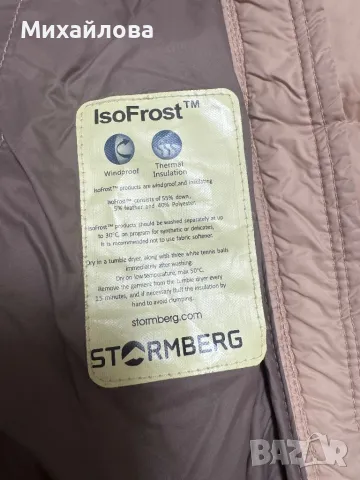 Михайлова
IsoFrost™
Windproof
Thermal
Insulation
IsoFrost™ products are windproof and insulating
IsoFrost™ consists of 55% down,
5% feather and 40% Polyester.
IsoFrost™ products should be washed separately at up
to 30°C, on program for synthetic or delicates,
It is recommended not to use fabric softener.
Dry in a tumble dryer, along with three white tennis balls
immediately after washing.
Dry on low temperature, max 50°C.
Remove the garment from the tumble dryer every
15 minutes, and if necessary fluff the insulation by
hand to avoid clumping.
stormberg.com
STORMBERG
BAZAR
bg